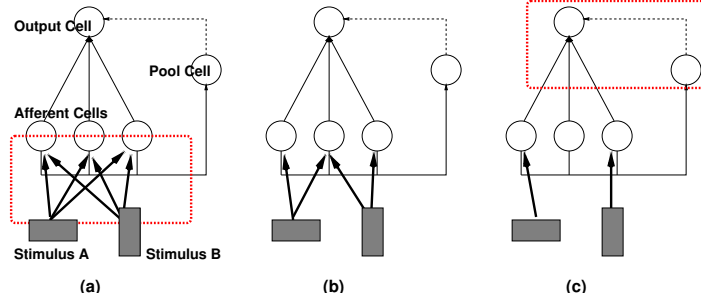 Output Cell
Pool Cell
Afferent Cells
Stimulus A
Stimulus B
(a)
(b)
(c)